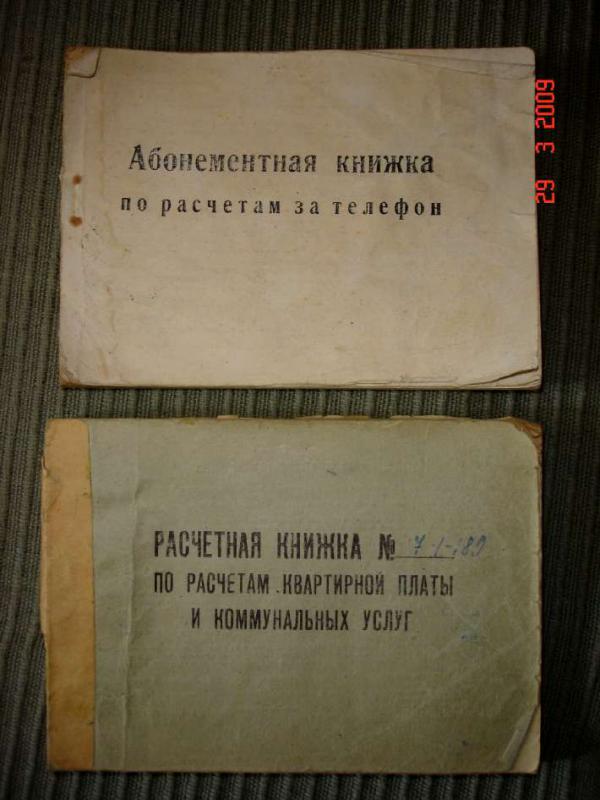 Абонементная книжка
по расчетам за телефон
29 3 2009
РАСЧЕТНАЯ КНИЖКА №
ПО РАСЧЕТАМ КВАРТИРНОЙ ПЛАТЫ
И КОММУНАЛЬНЫХ УСЛУГ